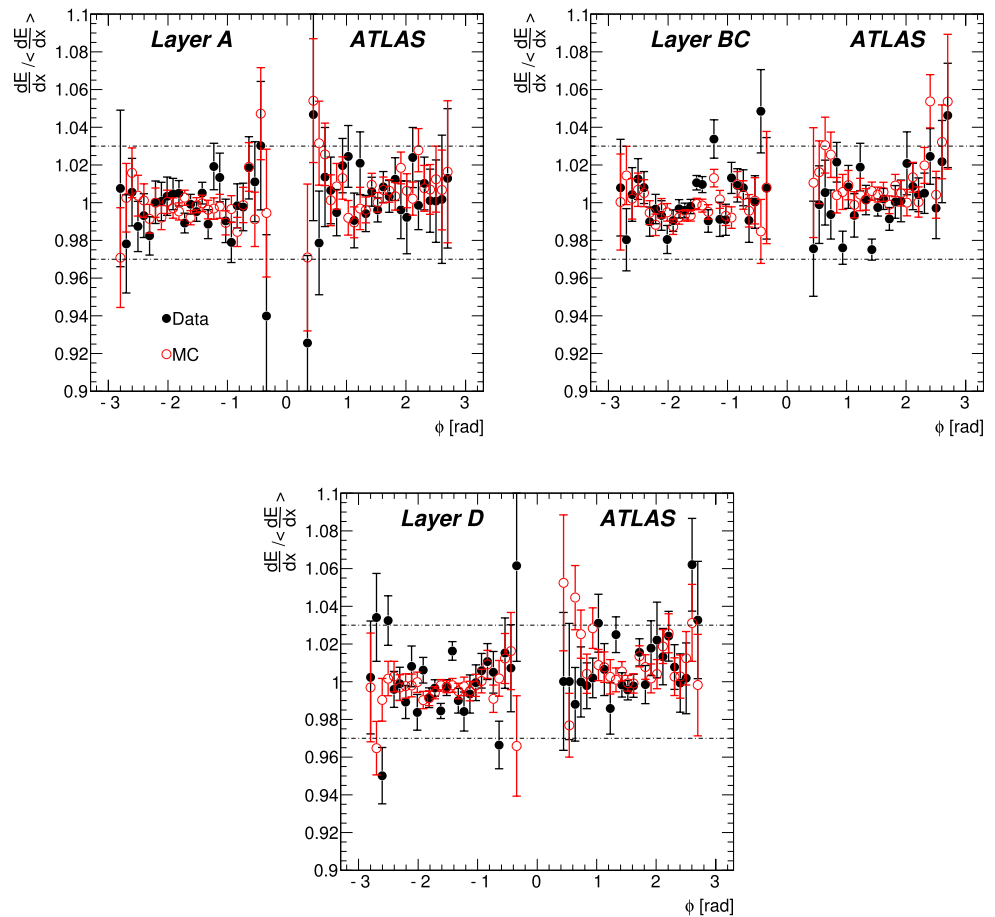 Layer A ATLAS
dE/dx /< dE/dx >
1.1
1.08
1.06
1.04
1.02
1
0.98
0.96
0.94
0.92
0.9
Data
MC
- 3 - 2 - 1 0 1 2 3
ϕ [rad]
Layer BC ATLAS
dE/dx /< dE/dx >
1.1
1.08
1.06
1.04
1.02
1
0.98
0.96
0.94
0.92
0.9
- 3 - 2 - 1 0 1 2 3
ϕ [rad]
Layer D ATLAS
dE/dx /< dE/dx >
1.1
1.08
1.06
1.04
1.02
1
0.98
0.96
0.94
0.92
0.9
- 3 - 2 - 1 0 1 2 3
ϕ [rad]